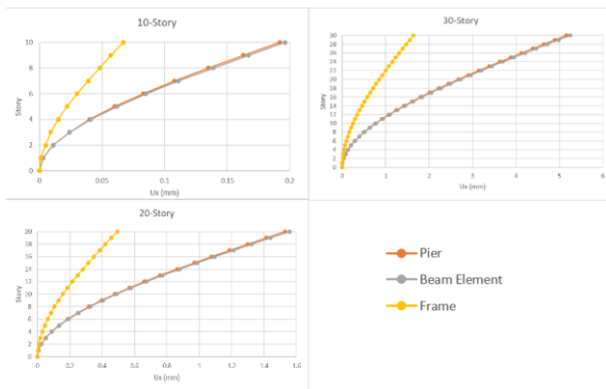 10-Story
Story
10
8
6
4
2
0
0 0.05 0.1 0.15 0.2
Ux (mm)
30-Story
Story
30
28
26
24
22
20
18
16
14
12
10
8
6
4
2
0
0 1 2 3 4 5 6
Ux (mm)
20-Story
Story
20
18
16
14
12
10
8
6
4
2
0
0 0.2 0.4 0.6 0.8 1 1.2 1.4 1.6
Ux (mm)
Pier
Beam Element
Frame